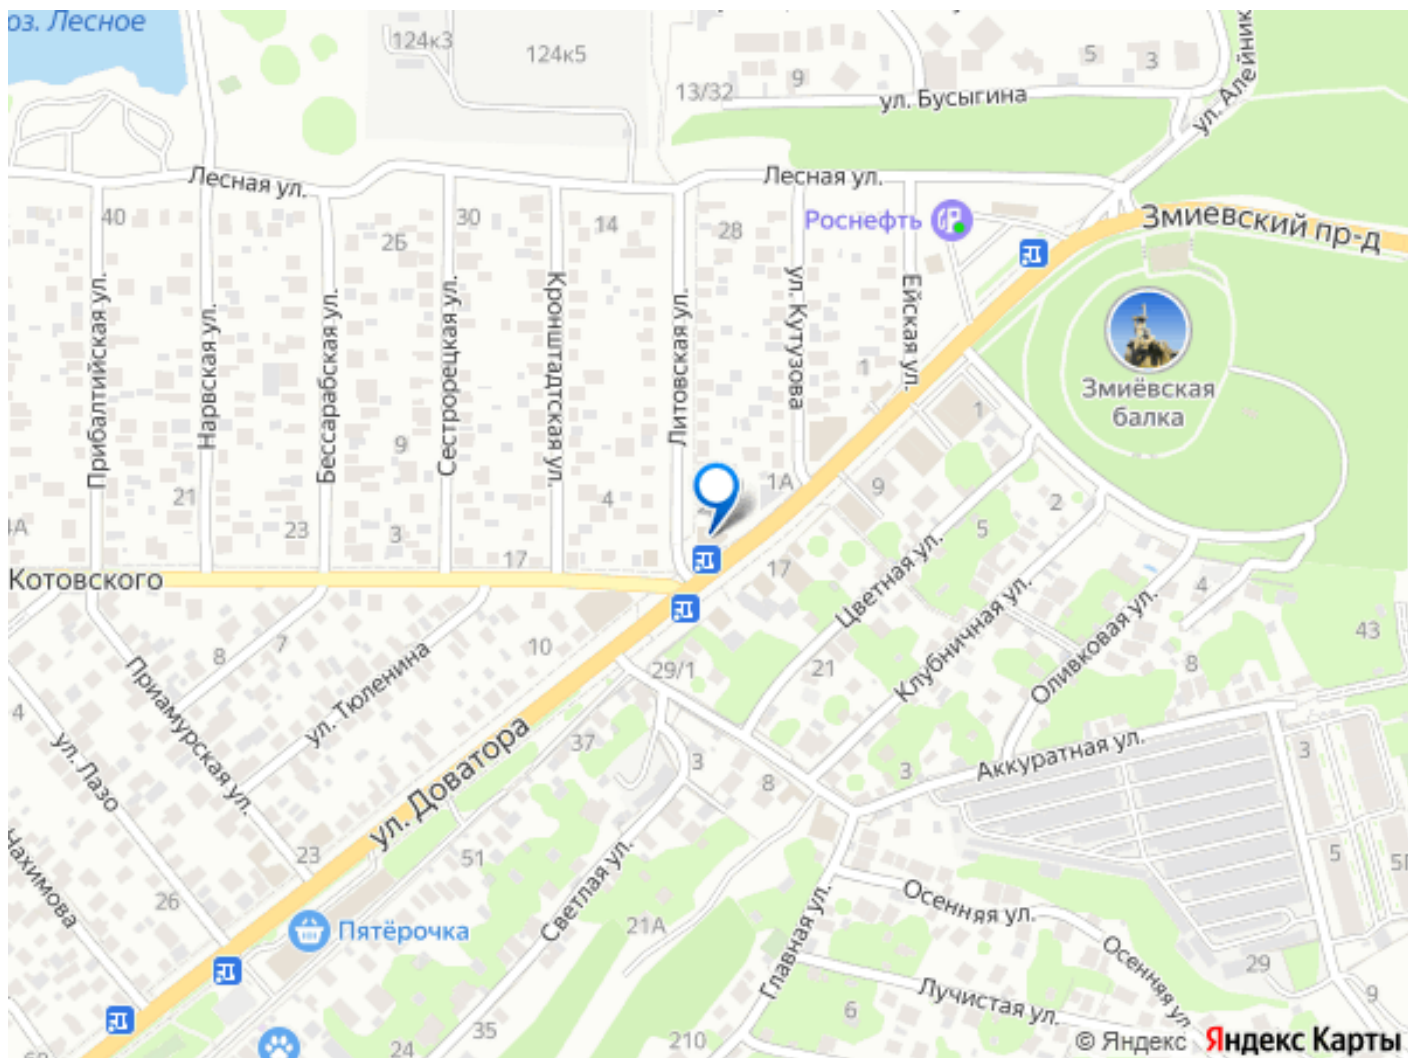 оз. Лесное
124к3
124к5
13/32
9
5
3
ул. Бусыгина
ул. Алейник
Лесная ул.
Лесная ул.
40
2Б
30
14
28
Роснефть
Змиевский пр-д
Прибалтийская ул.
Нарвская ул.
Бессарабская ул.
Сестрорецкая ул.
Кронштадтская ул.
Литовская ул.
ул. Кутузова
Ейская ул.
1
1
Змиёвская
балка
9
21
23
3
4
1А
9
2
5
17
17
Котовского
Цветная ул.
Клубничная ул.
Оливковая ул.
4
43
8
7
8
10
29/1
21
Приамурская ул.
ул. Тюленина
4
ул. Лазо
ул. Доватора
37
3
8
3
Аккуратная ул.
3
Нахимова
23
51
26
Светлая ул.
21А
Главная ул.
Осенняя ул.
5
Пятёрочка
Осенняя ул.
29
9
Лучистая ул.
6
35
24
210
© Яндекс Яндекс Карты